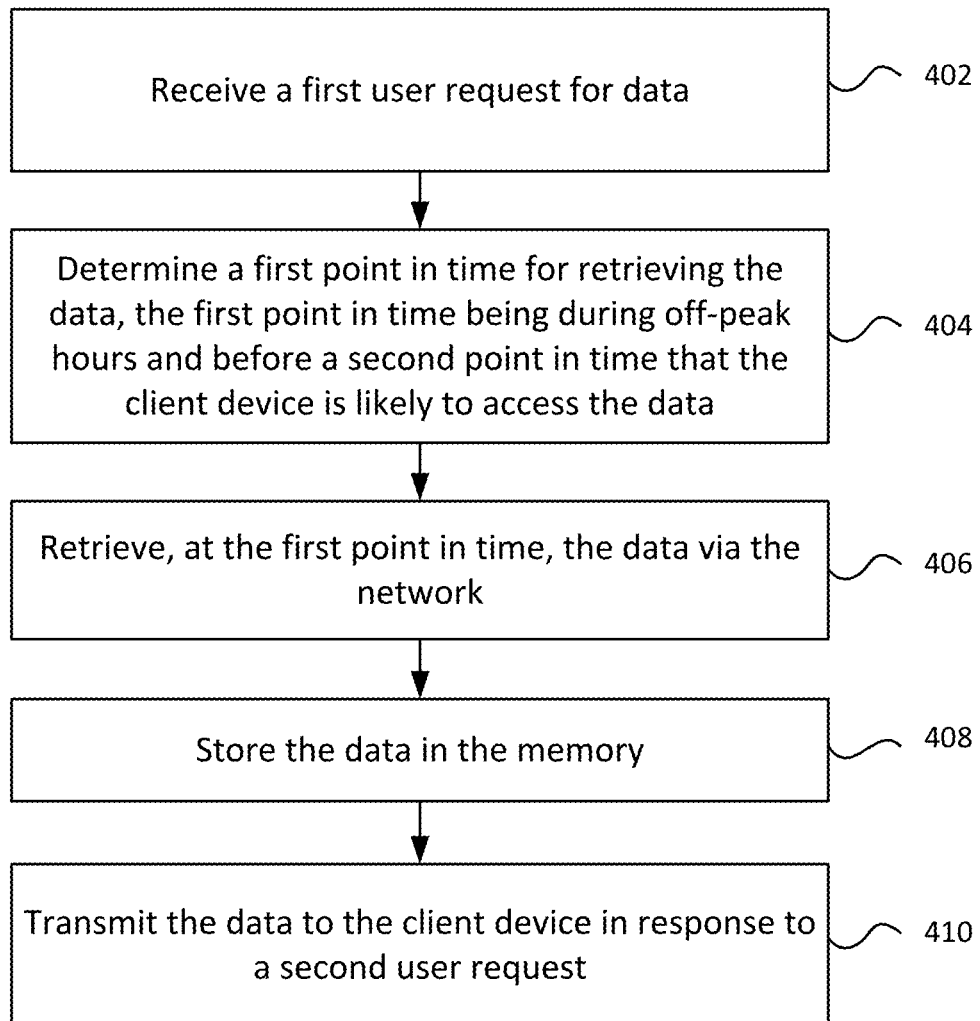 Receive a first user request for data
402
Determine a first point in time for retrieving the
data, the first point in time being during off-peak
hours and before a second point in time that the
client device is likely to access the data
404
Retrieve, at the first point in time, the data via the
network
406
Store the data in the memory
408
Transmit the data to the client device in response to
a second user request
410